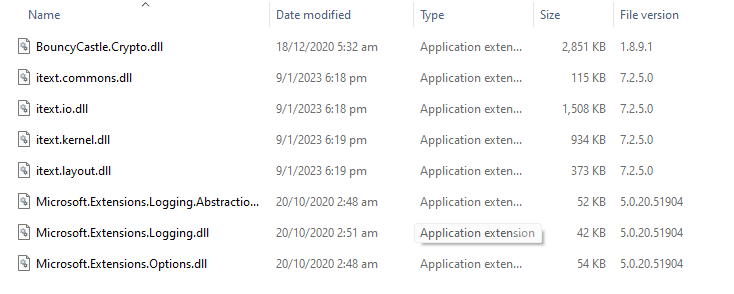 Name Date modified Type Size File version
BouncyCastle.Crypto.dll 18/12/2020 5:32 am Application exten... 2,851 KB 1.8.9.1
itext.commons.dll 9/1/2023 6:18 pm Application exten... 115 KB 7.2.5.0
itext.io.dll 9/1/2023 6:18 pm Application exten... 1,508 KB 7.2.5.0
itext.kernel.dll 9/1/2023 6:19 pm Application exten... 934 KB 7.2.5.0
itext.layout.dll 9/1/2023 6:19 pm Application exten... 373 KB 7.2.5.0
Microsoft.Extensions.Logging.Abstractio... 20/10/2020 2:48 am Application exten... 52 KB 5.0.20.51904
Microsoft.Extensions.Logging.dll 20/10/2020 2:51 am Application extension 42 KB 5.0.20.51904
Microsoft.Extensions.Options.dll 20/10/2020 2:48 am Application exten... 54 KB 5.0.20.51904